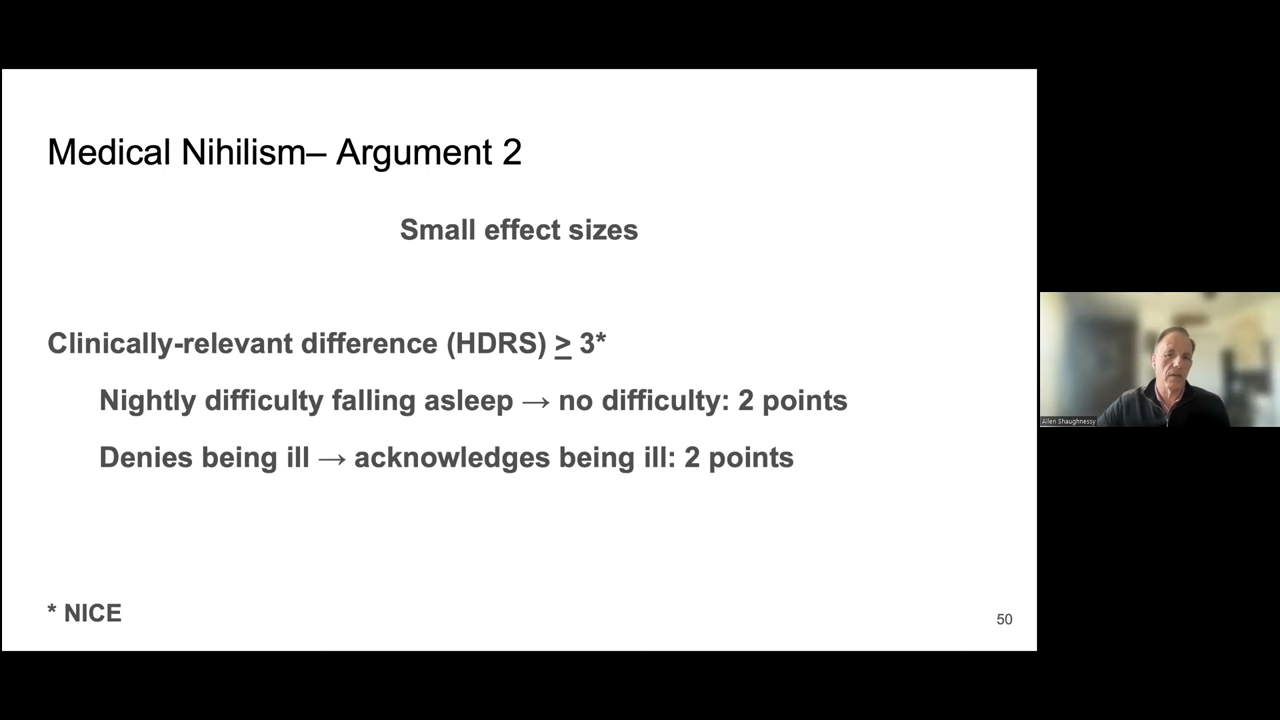 Medical Nihilism– Argument 2
Small effect sizes
Clinically-relevant difference (HDRS) ≥ 3*
Nightly difficulty falling asleep → no difficulty: 2 points
Denies being ill → acknowledges being ill: 2 points
* NICE
50
Allen Shaughnessy